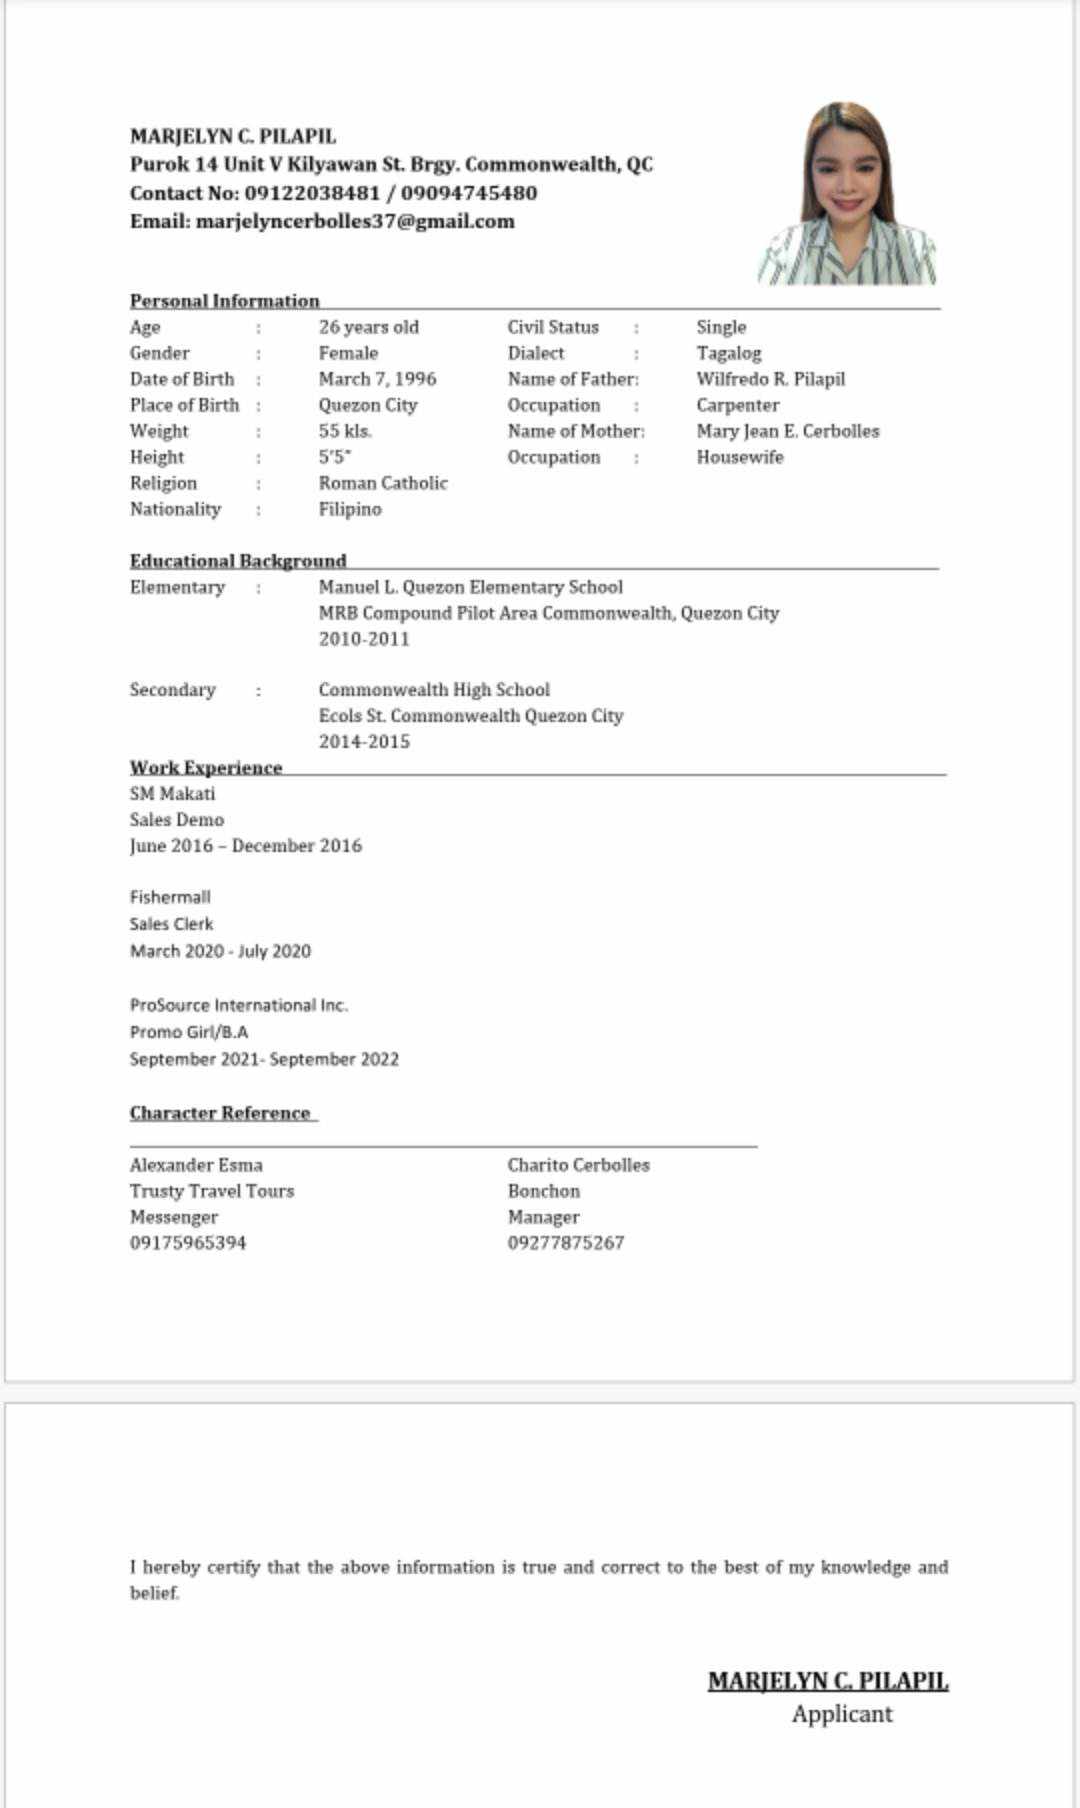 MARJELYN C. PILAPIL
Purok 14 Unit V Kilyawan St. Brgy. Commonwealth, QC
Contact No: 09122038481 / 09094745480
Email: marjelyncerbolles37@gmail.com
Personal Information
Age : 26 years old Civil Status : Single
Gender : Female Dialect : Tagalog
Date of Birth : March 7, 1996 Name of Father: Wilfredo R. Pilapil
Place of Birth : Quezon City Occupation : Carpenter
Weight : 55 kls. Name of Mother: Mary Jean E. Cerbolles
Height : 5'5" Occupation : Housewife
Religion : Roman Catholic
Nationality : Filipino
Educational Background
Elementary : Manuel L. Quezon Elementary School
MRB Compound Pilot Area Commonwealth, Quezon City
2010-2011
Secondary : Commonwealth High School
Ecols St. Commonwealth Quezon City
2014-2015
Work Experience
SM Makati
Sales Demo
June 2016 – December 2016
Fishermall
Sales Clerk
March 2020 - July 2020
ProSource International Inc.
Promo Girl/B.A
September 2021- September 2022
Character Reference
Alexander Esma Charito Cerbolles
Trusty Travel Tours Bonchon
Messenger Manager
09175965394 09277875267
I hereby certify that the above information is true and correct to the best of my knowledge and
belief.
MARJELYN C. PILAPIL
Applicant